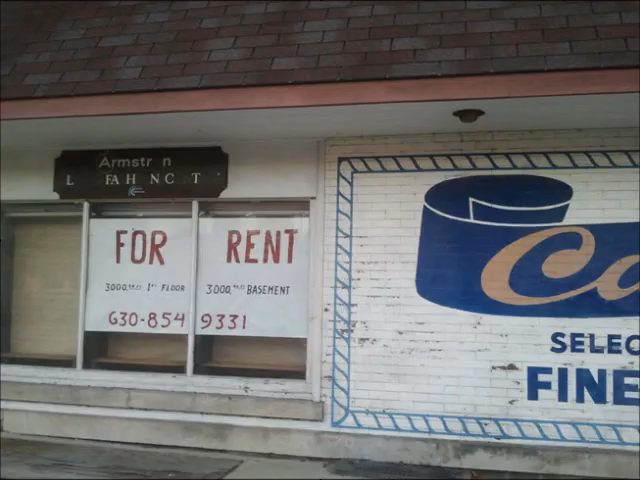 Armstr n
L FAH NC T
FOR RENT
3000 SQ. FT. 1ST FLOOR 3000 SQ. FT. BASEMENT
630-854 9331
Ca
SELEC
FINE